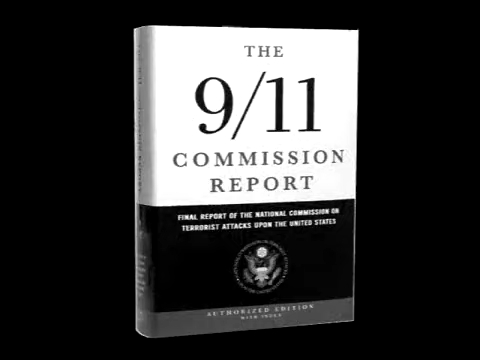 THE
9/11
COMMISSION
REPORT
FINAL REPORT OF THE NATIONAL COMMISSION ON
TERRORIST ATTACKS UPON THE UNITED STATES
AUTHORIZED EDITION
WITH INDEX